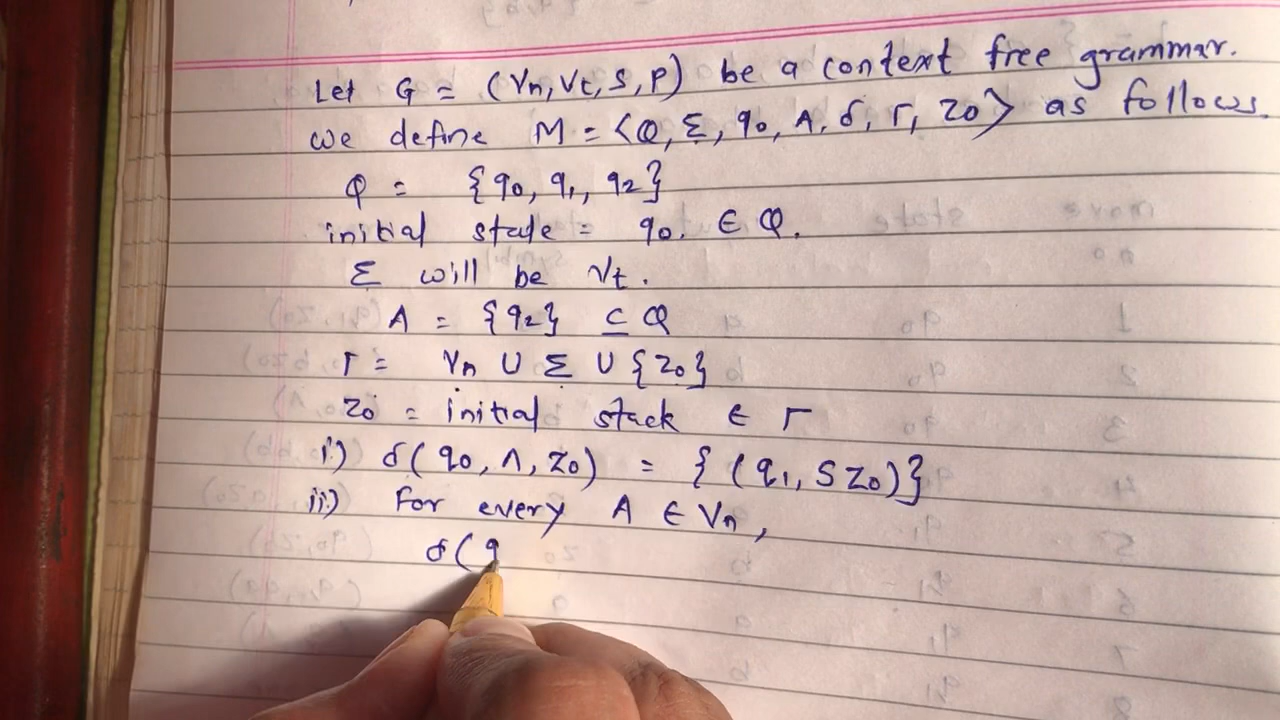 Let G = (Vn, Vt, S, P) be a context free grammar.
we define M = <Q, Σ, q0, A, δ, Γ, Z0> as follows.
Q = {q0, q1, q2}
initial state = q0. ∈ Q.
Σ will be Vt.
A = {q2} ⊆ Q
Γ = Vn ∪ Σ ∪ {Z0}
Z0 = initial stack ∈ Γ
i.) δ(q0, Λ, Z0) = {(q1, SZ0)}
ii.) For every A ∈ Vn,
δ(q